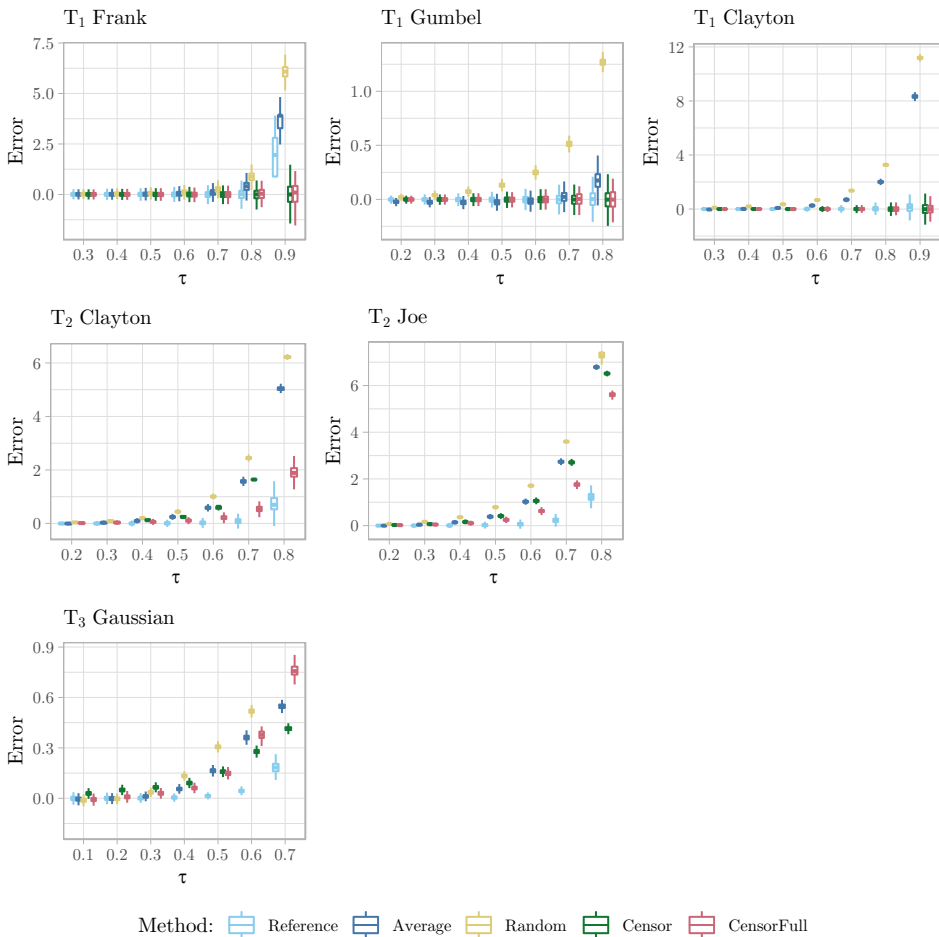 T₁ Frank
T₁ Gumbel
T₁ Clayton
7.5
5.0
2.5
0.0
Error
0.3 0.4 0.5 0.6 0.7 0.8 0.9
τ
1.0
0.5
0.0
Error
0.2 0.3 0.4 0.5 0.6 0.7 0.8
τ
12
8
4
0
Error
0.3 0.4 0.5 0.6 0.7 0.8 0.9
τ
T₂ Clayton
T₂ Joe
6
4
2
0
Error
0.2 0.3 0.4 0.5 0.6 0.7 0.8
τ
6
4
2
0
Error
0.2 0.3 0.4 0.5 0.6 0.7 0.8
τ
T₃ Gaussian
0.9
0.6
0.3
0.0
Error
0.1 0.2 0.3 0.4 0.5 0.6 0.7
τ
Method: Reference Average Random Censor CensorFull